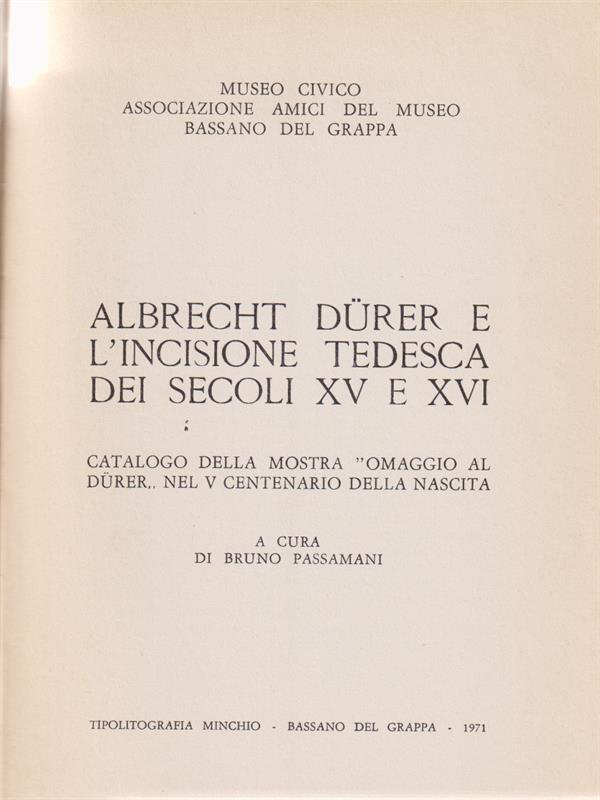 MUSEO CIVICO
ASSOCIAZIONE AMICI DEL MUSEO
BASSANO DEL GRAPPA
ALBRECHT DÜRER E
L'INCISIONE TEDESCA
DEI SECOLI XV E XVI
CATALOGO DELLA MOSTRA "OMAGGIO AL
DÜRER,, NEL V CENTENARIO DELLA NASCITA
A CURA
DI BRUNO PASSAMANI
TIPOLITOGRAFIA MINCHIO - BASSANO DEL GRAPPA - 1971